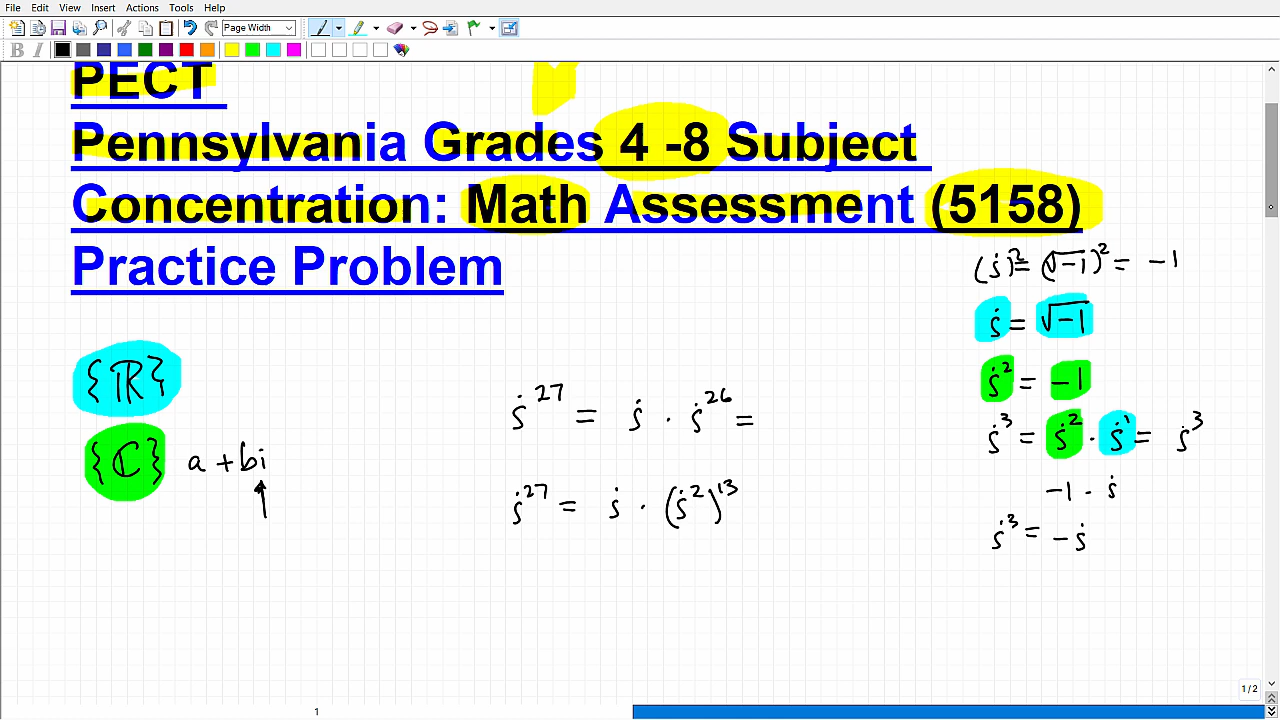 File Edit View Insert Actions Tools Help
Page Width
B I
PECT
Pennsylvania Grades 4 -8 Subject
Concentration: Math Assessment (5158)
Practice Problem
(i)² = (√-1)² = -1
i = √-1
i² = -1
i³ = i² · i¹ = i³
-1 · i
i³ = -i
{ℝ}
{ℂ} a + bi
i²⁷ = i · i²⁶ =
i²⁷ = i · (i²)¹³
1/2
1